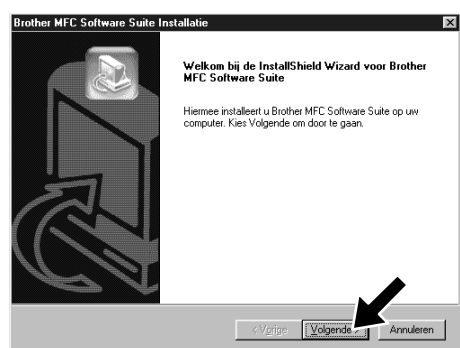 Brother MFC Software Suite Installatie
Welkom bij de InstallShield Wizard voor Brother
MFC Software Suite
Hiermee installeert u Brother MFC Software Suite op uw
computer. Kies Volgende om door te gaan.
< Vorige Volgende Annuleren